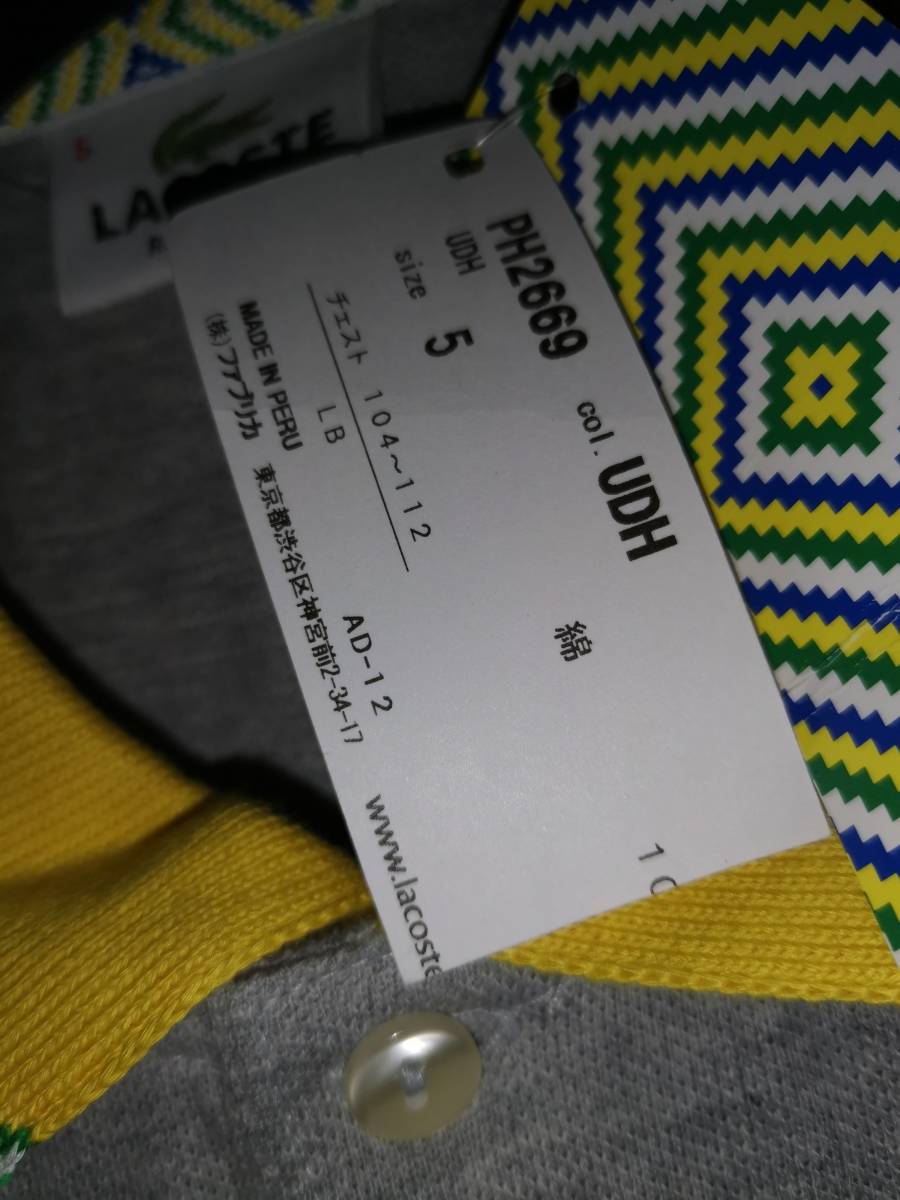 5
LACOSTE
PH2669 col. UDH
UDH
綿
size 5
チェスト 104～112
LB AD-12
MADE IN PERU
(株)ファブリカ 東京都渋谷区神宮前2-34-17 www.lacoste